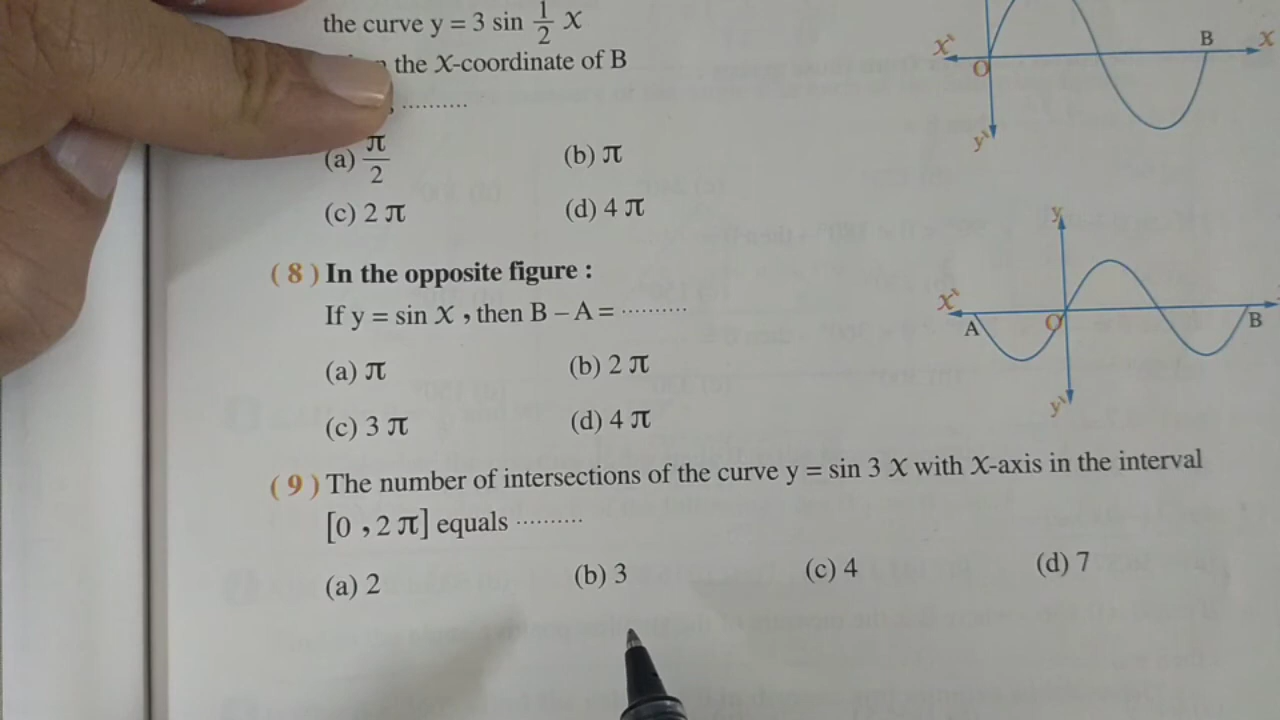 the curve y = 3 sin 1/2 X
the X-coordinate of B
..........
(a) π/2
(b) π
(c) 2 π
(d) 4 π
X` O B X
y`
( 8 ) In the opposite figure :
If y = sin X , then B – A = ..........
(a) π
(b) 2 π
(c) 3 π
(d) 4 π
y
X` A O B
y`
( 9 ) The number of intersections of the curve y = sin 3 X with X-axis in the interval
[0 , 2 π] equals ..........
(a) 2
(b) 3
(c) 4
(d) 7